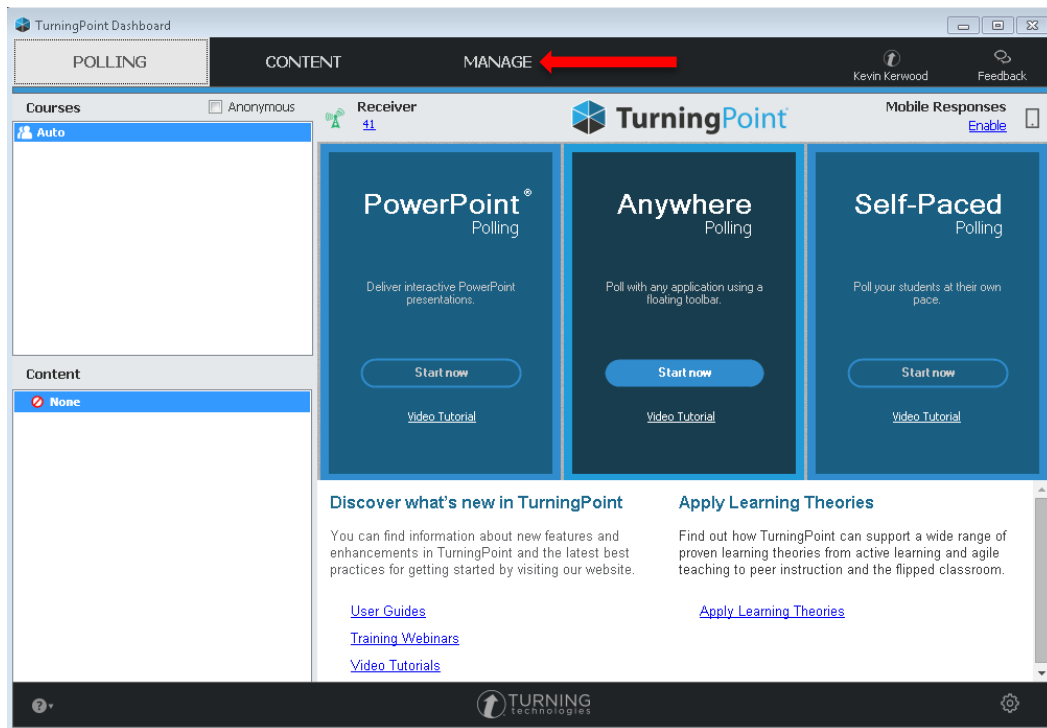 TurningPoint Dashboard
POLLING
CONTENT
MANAGE
Kevin Kerwood
Feedback
Courses
Anonymous
Auto
Receiver
41
TurningPoint
Mobile Responses
Enable
PowerPoint®
Polling
Deliver interactive PowerPoint
presentations.
Start now
Video Tutorial
Anywhere
Polling
Poll with any application using a
floating toolbar.
Start now
Video Tutorial
Self-Paced
Polling
Poll your students at their own
pace.
Start now
Video Tutorial
Content
None
Discover what's new in TurningPoint
You can find information about new features and
enhancements in TurningPoint and the latest best
practices for getting started by visiting our website.
User Guides
Training Webinars
Video Tutorials
Apply Learning Theories
Find out how TurningPoint can support a wide range of
proven learning theories from active learning and agile
teaching to peer instruction and the flipped classroom.
Apply Learning Theories
TURNING
technologies